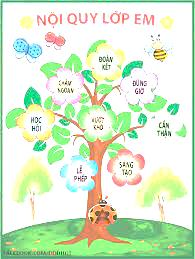 NỘI QUY LỚP EM
ĐOÀN
KẾT
CHĂM
NGOAN
ĐÚNG
GIỜ
HỌC
HỎI
VƯỢT
KHÓ
CẨN
THẬN
LỄ
PHÉP
SÁNG
TẠO